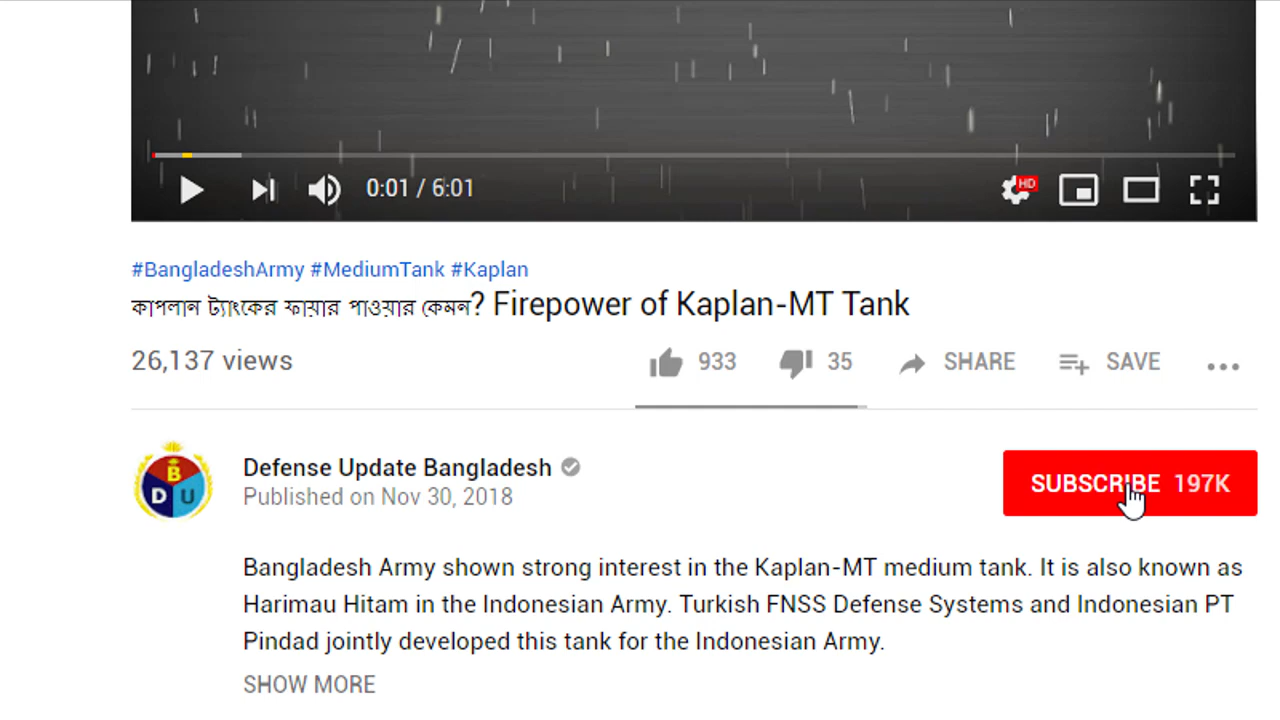 0:01 / 6:01
HD
#BangladeshArmy #MediumTank #Kaplan
কাপলান ট্যাংকের ফায়ার পাওয়ার কেমন? Firepower of Kaplan-MT Tank
26,137 views 933 35 SHARE SAVE
B
D U
Defense Update Bangladesh
Published on Nov 30, 2018
SUBSCRIBE 197K
Bangladesh Army shown strong interest in the Kaplan-MT medium tank. It is also known as
Harimau Hitam in the Indonesian Army. Turkish FNSS Defense Systems and Indonesian PT
Pindad jointly developed this tank for the Indonesian Army.
SHOW MORE